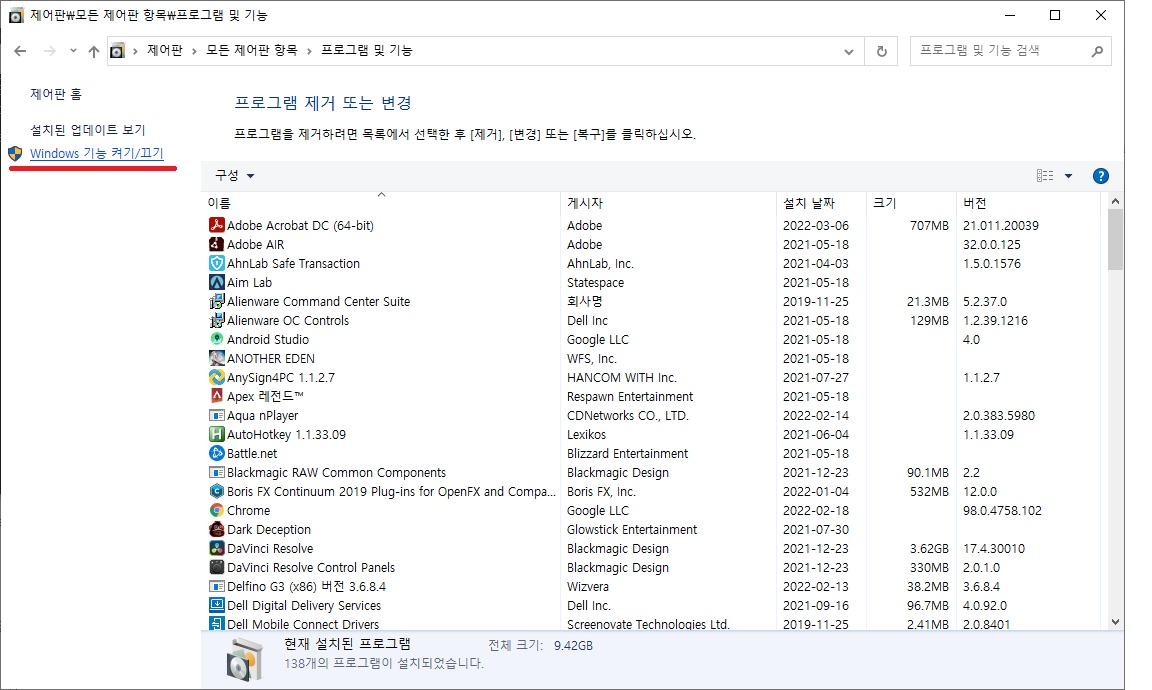 제어판₩모든 제어판 항목₩프로그램 및 기능
제어판 › 모든 제어판 항목 › 프로그램 및 기능
프로그램 및 기능 검색
제어판 홈
설치된 업데이트 보기
Windows 기능 켜기/끄기
프로그램 제거 또는 변경
프로그램을 제거하려면 목록에서 선택한 후 [제거], [변경] 또는 [복구]를 클릭하십시오.
구성
이름 게시자 설치 날짜 크기 버전
Adobe Acrobat DC (64-bit) Adobe 2022-03-06 707MB 21.011.20039
Adobe AIR Adobe 2021-05-18 32.0.0.125
AhnLab Safe Transaction AhnLab, Inc. 2021-04-03 1.5.0.1576
Aim Lab Statespace 2021-05-18
Alienware Command Center Suite 회사명 2019-11-25 21.3MB 5.2.37.0
Alienware OC Controls Dell Inc 2021-05-18 129MB 1.2.39.1216
Android Studio Google LLC 2021-05-18 4.0
ANOTHER EDEN WFS, Inc. 2021-05-18
AnySign4PC 1.1.2.7 HANCOM WITH Inc. 2021-07-27 1.1.2.7
Apex 레전드™ Respawn Entertainment 2021-05-18
Aqua nPlayer CDNetworks CO., LTD. 2022-02-14 2.0.383.5980
AutoHotkey 1.1.33.09 Lexikos 2021-06-04 1.1.33.09
Battle.net Blizzard Entertainment 2021-05-18
Blackmagic RAW Common Components Blackmagic Design 2021-12-23 90.1MB 2.2
Boris FX Continuum 2019 Plug-ins for OpenFX and Compa... Boris FX, Inc. 2022-01-04 532MB 12.0.0
Chrome Google LLC 2022-02-18 98.0.4758.102
Dark Deception Glowstick Entertainment 2021-07-30
DaVinci Resolve Blackmagic Design 2021-12-23 3.62GB 17.4.30010
DaVinci Resolve Control Panels Blackmagic Design 2021-12-23 330MB 2.0.1.0
Delfino G3 (x86) 버전 3.6.8.4 Wizvera 2022-02-13 38.2MB 3.6.8.4
Dell Digital Delivery Services Dell Inc. 2021-09-16 96.7MB 4.0.92.0
Dell Mobile Connect Drivers Screenovate Technologies Ltd. 2019-11-25 2.41MB 2.0.8401
현재 설치된 프로그램 전체 크기: 9.42GB
138개의 프로그램이 설치되었습니다.